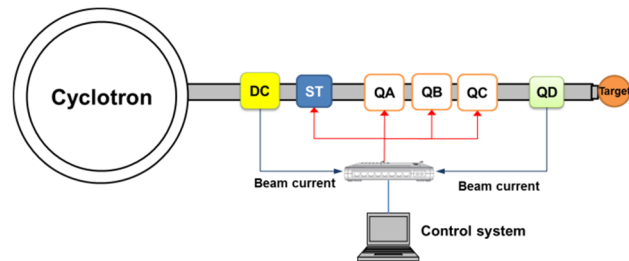 Cyclotron
DC
ST
QA
QB
QC
QD
Target
Beam current
Beam current
Control system